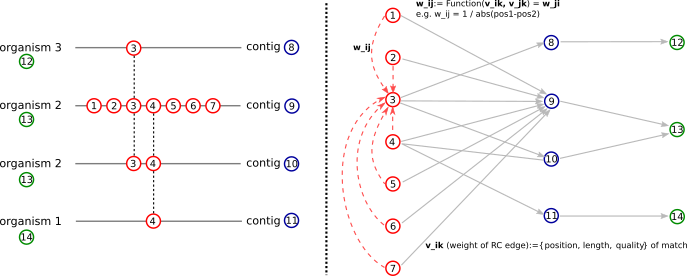 organism 3
12
3
contig 8
organism 2
13
1 2 3 4 5 6 7
contig 9
organism 2
13
3 4
contig 10
organism 1
14
4
contig 11
w_ij:= Function(v_ik, v_jk) = w_ji
e.g. w_ij = 1 / abs(pos1-pos2)
w_ij
1
2
3
4
5
6
7
8
9
10
11
12
13
14
v_ik (weight of RC edge):={position, length, quality} of match